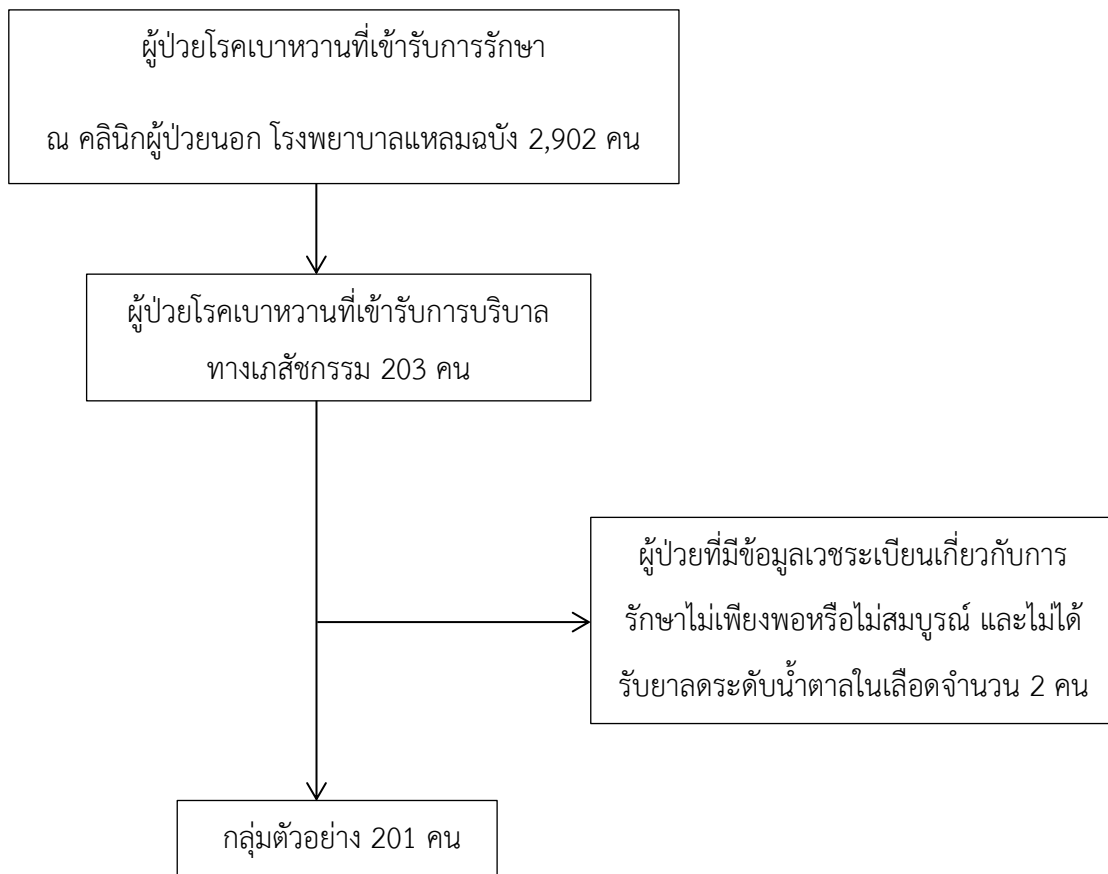 ผู้ป่วยโรคเบาหวานที่เข้ารับการรักษา
ณ คลินิกผู้ป่วยนอก โรงพยาบาลแหลมฉบัง 2,902 คน
ผู้ป่วยโรคเบาหวานที่เข้ารับการบริบาล
ทางเภสัชกรรม 203 คน
ผู้ป่วยที่มีข้อมูลเวชระเบียนเกี่ยวกับการ
รักษาไม่เพียงพอหรือไม่สมบูรณ์ และไม่ได้
รับยาลดระดับน้ำตาลในเลือดจำนวน 2 คน
กลุ่มตัวอย่าง 201 คน